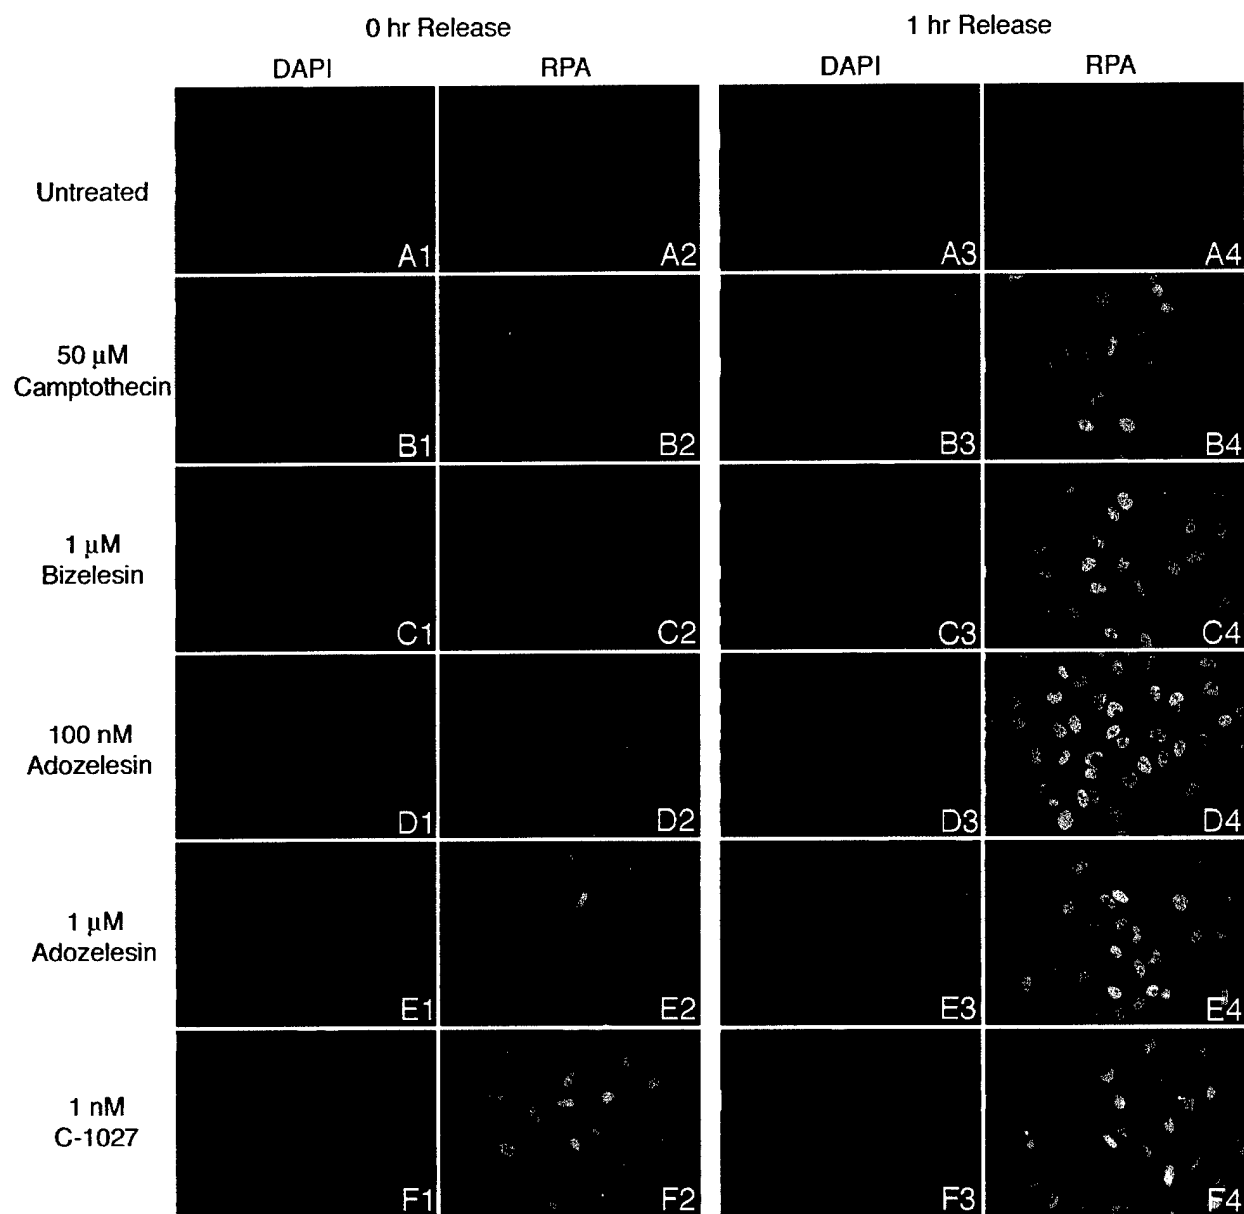 0 hr Release
1 hr Release
DAPI
RPA
DAPI
RPA
Untreated
A1
A2
A3
A4
50 μM
Camptothecin
B1
B2
B3
B4
1 μM
Bizelesin
C1
C2
C3
C4
100 nM
Adozelesin
D1
D2
D3
D4
1 μM
Adozelesin
E1
E2
E3
E4
1 nM
C-1027
F1
F2
F3
F4